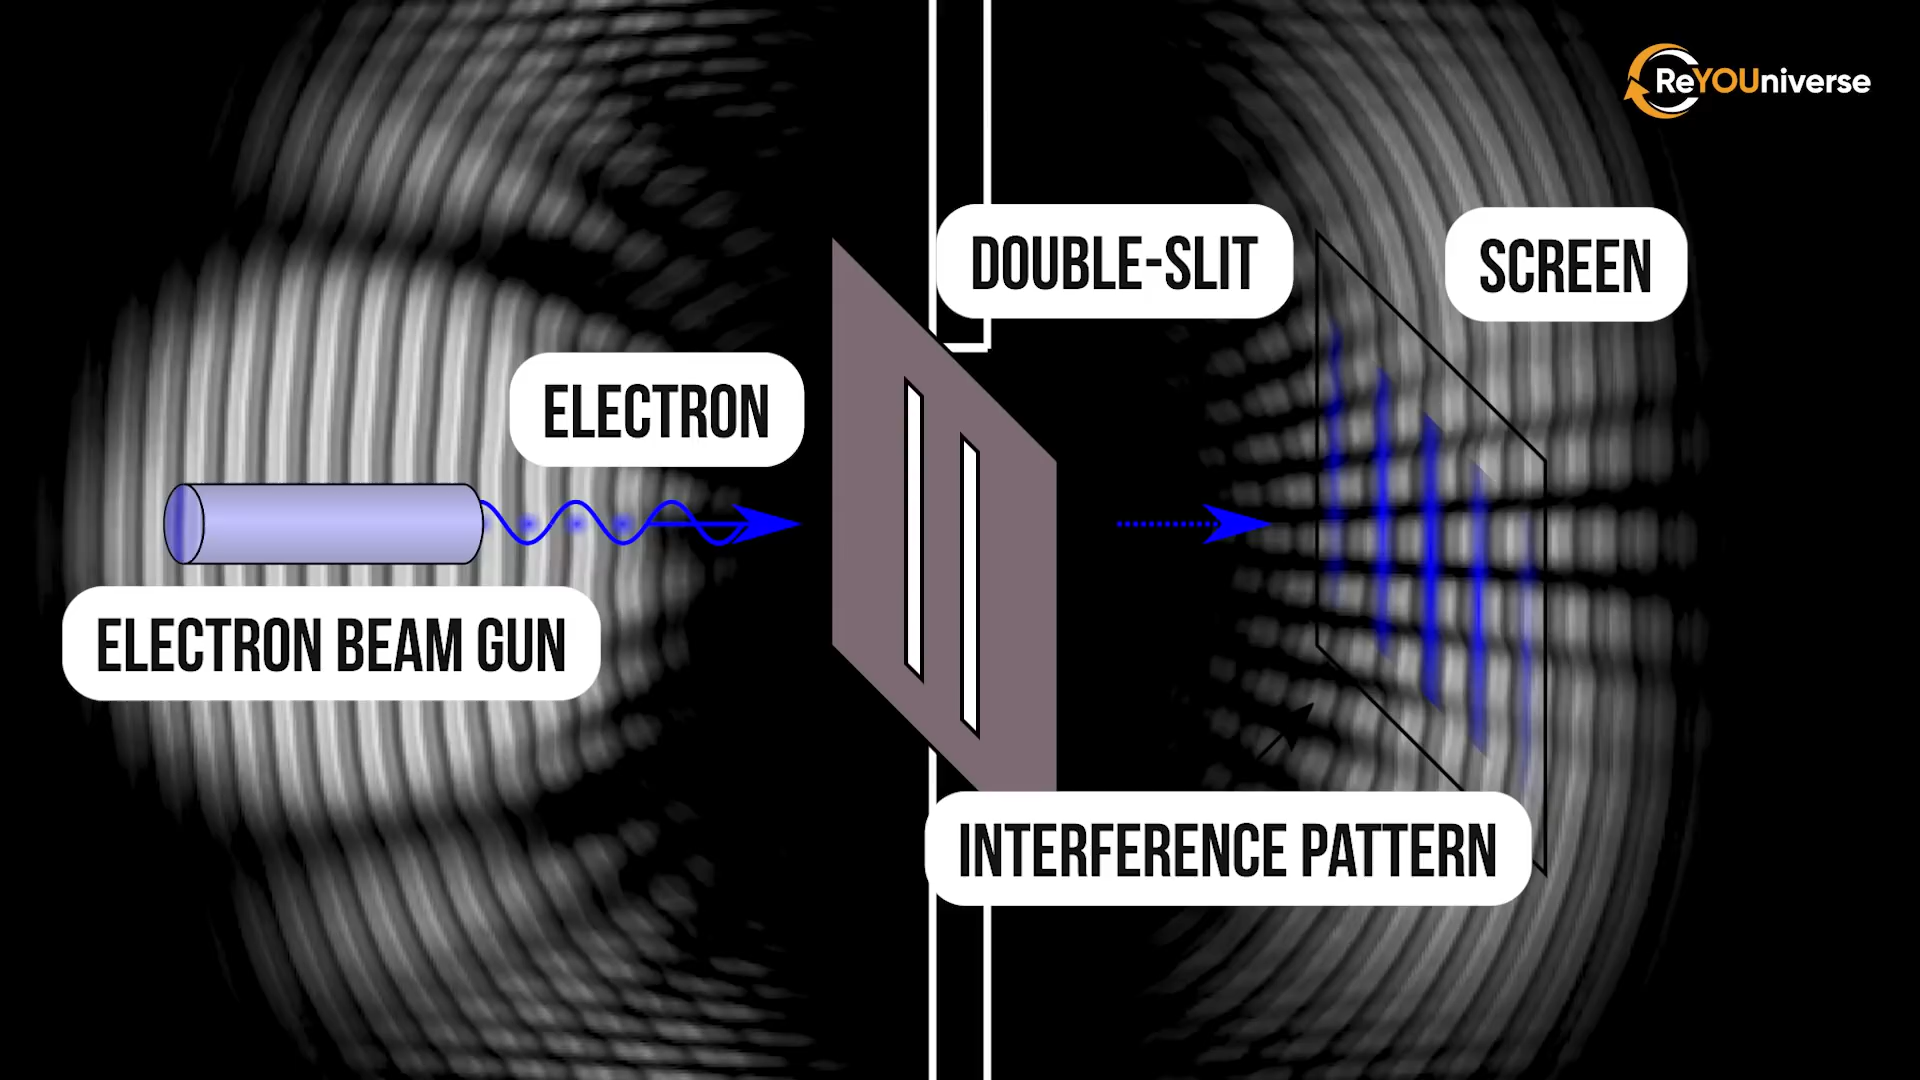 ReYOUniverse
DOUBLE-SLIT
SCREEN
ELECTRON
ELECTRON BEAM GUN
INTERFERENCE PATTERN